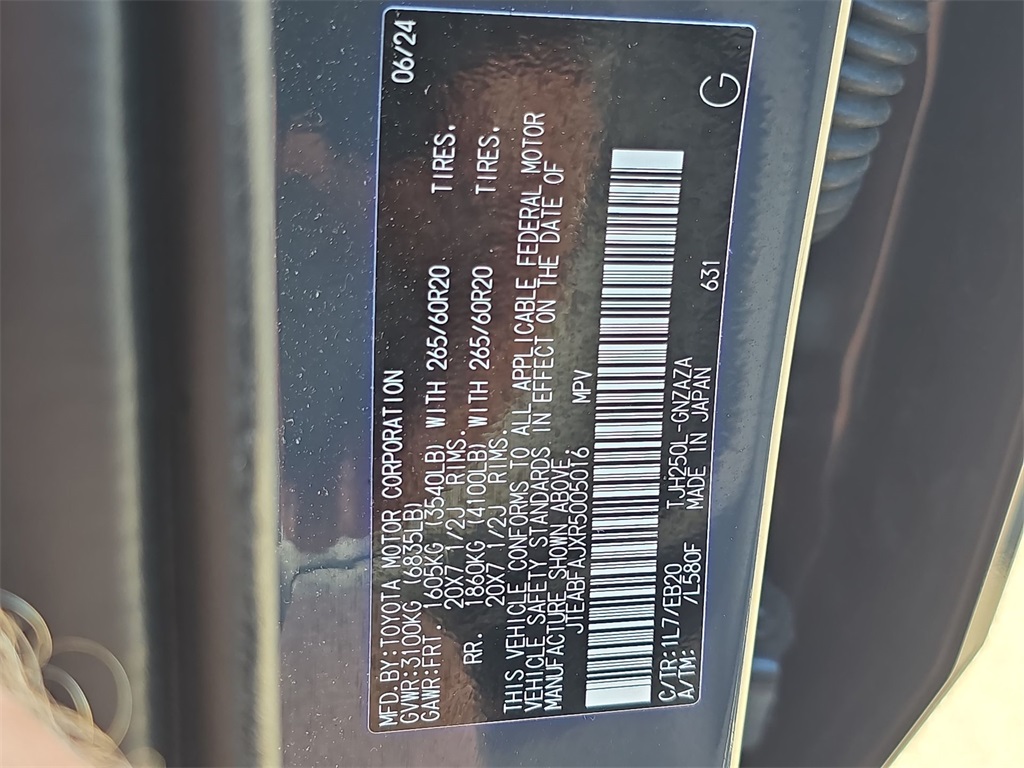 MFD.BY:TOYOTA MOTOR CORPORATION 06/24
GVWR:3100KG (6835LB)
GAWR:FRT. 1605KG (3540LB) WITH 265/60R20 TIRES.
20X7 1/2J RIMS.
RR. 1860KG (4100LB) WITH 265/60R20 TIRES.
20X7 1/2J RIMS.
THIS VEHICLE CONFORMS TO ALL APPLICABLE FEDERAL MOTOR
VEHICLE SAFETY STANDARDS IN EFFECT ON THE DATE OF
MANUFACTURE SHOWN ABOVE.
JTEABFAJXR5005016 MPV
C/TR:1L7/EB20 TJH250L-GNZAZA 631 G
A/TM: /L580F MADE IN JAPAN